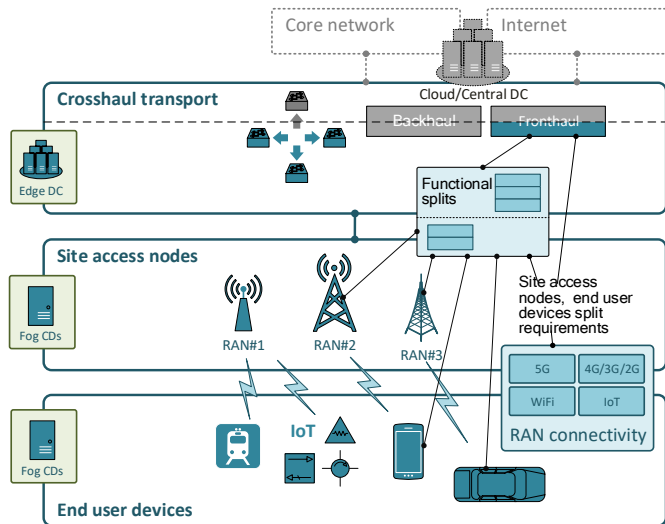 Core network
Internet
Cloud/Central DC
Crosshaul transport
Backhaul
Fronthaul
Edge DC
Functional
splits
Site access nodes
Fog CDs
RAN#1
RAN#2
RAN#3
Site access
nodes, end user
devices split
requirements
5G
4G/3G/2G
WiFi
IoT
RAN connectivity
Fog CDs
IoT
End user devices